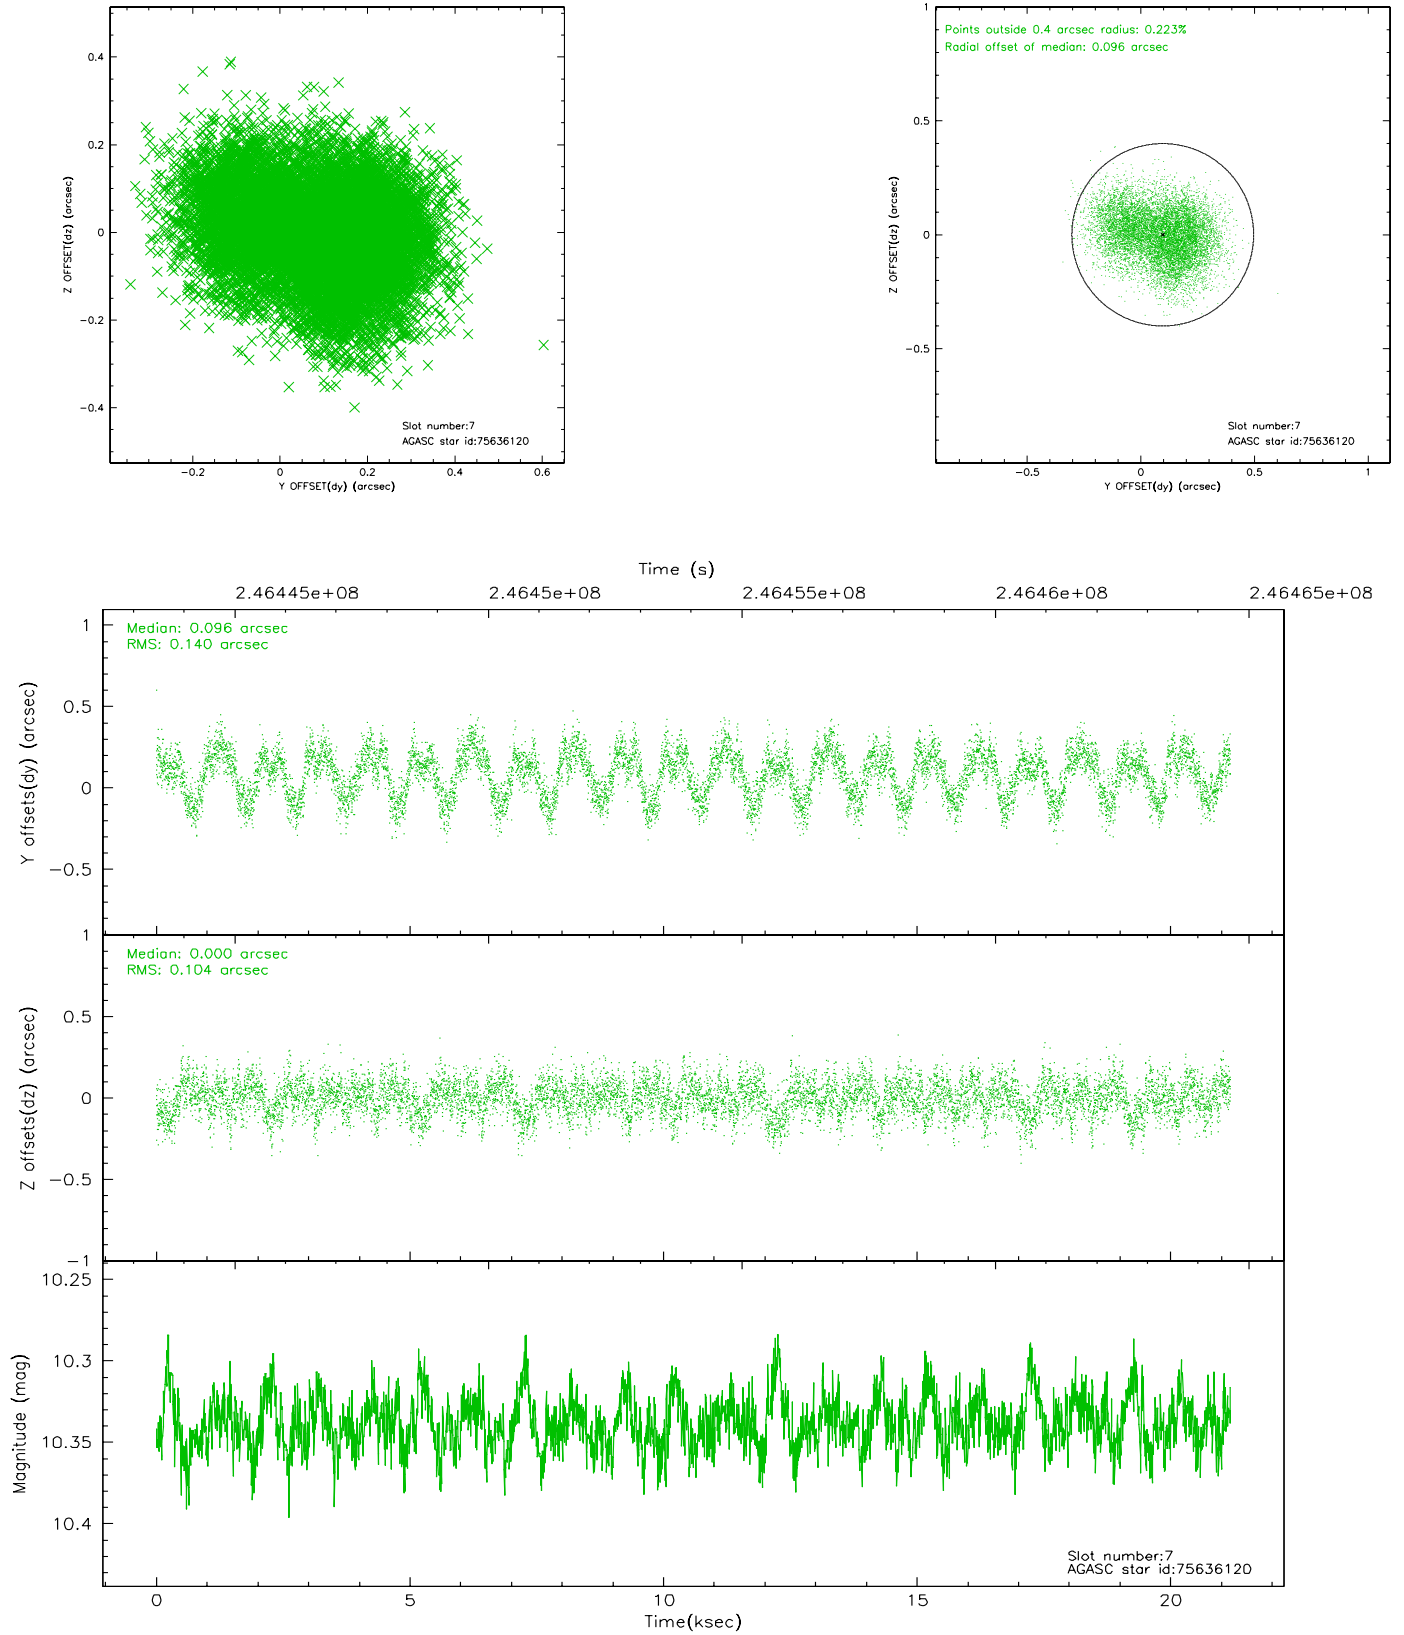 0.4
0.2
0
−0.2
−0.4
Z OFFSET(dz) (arcsec)
Slot number:7
AGASC star id:75636120
−0.2 0 0.2 0.4 0.6
Y OFFSET(dy) (arcsec)
Points outside 0.4 arcsec radius: 0.223%
Radial offset of median: 0.096 arcsec
1
0.5
0
−0.5
Z OFFSET(dz) (arcsec)
Slot number:7
AGASC star id:75636120
−0.5 0 0.5 1
Y OFFSET(dy) (arcsec)
Time (s)
2.46445e+08 2.4645e+08 2.46455e+08 2.4646e+08 2.46465e+08
Median: 0.096 arcsec
RMS: 0.140 arcsec
1
0.5
0
−0.5
Y offsets(dy) (arcsec)
Median: 0.000 arcsec
RMS: 0.104 arcsec
1
0.5
0
−0.5
−1
Z offsets(dz) (arcsec)
10.25
10.3
10.35
10.4
Magnitude (mag)
Slot number:7
AGASC star id:75636120
0 5 10 15 20
Time(ksec)